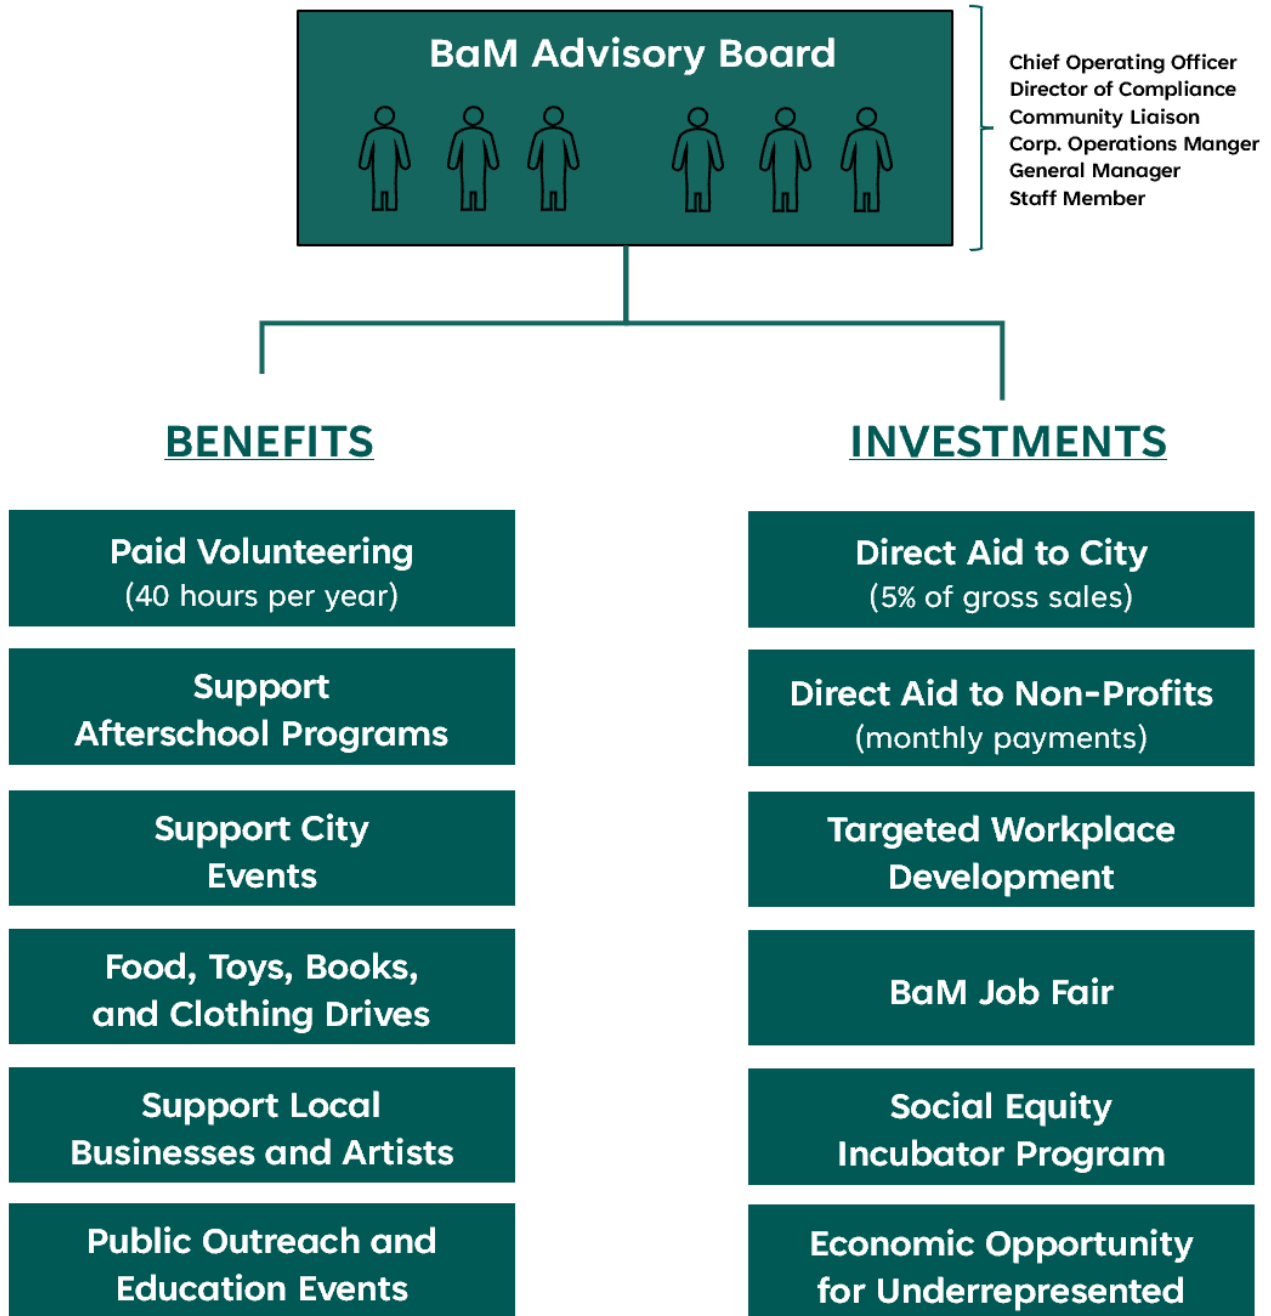 BaM Advisory Board
Chief Operating Officer
Director of Compliance
Community Liaison
Corp. Operations Manger
General Manager
Staff Member
BENEFITS
Paid Volunteering
(40 hours per year)
Support
Afterschool Programs
Support City
Events
Food, Toys, Books,
and Clothing Drives
Support Local
Businesses and Artists
Public Outreach and
Education Events
INVESTMENTS
Direct Aid to City
(5% of gross sales)
Direct Aid to Non-Profits
(monthly payments)
Targeted Workplace
Development
BaM Job Fair
Social Equity
Incubator Program
Economic Opportunity
for Underrepresented